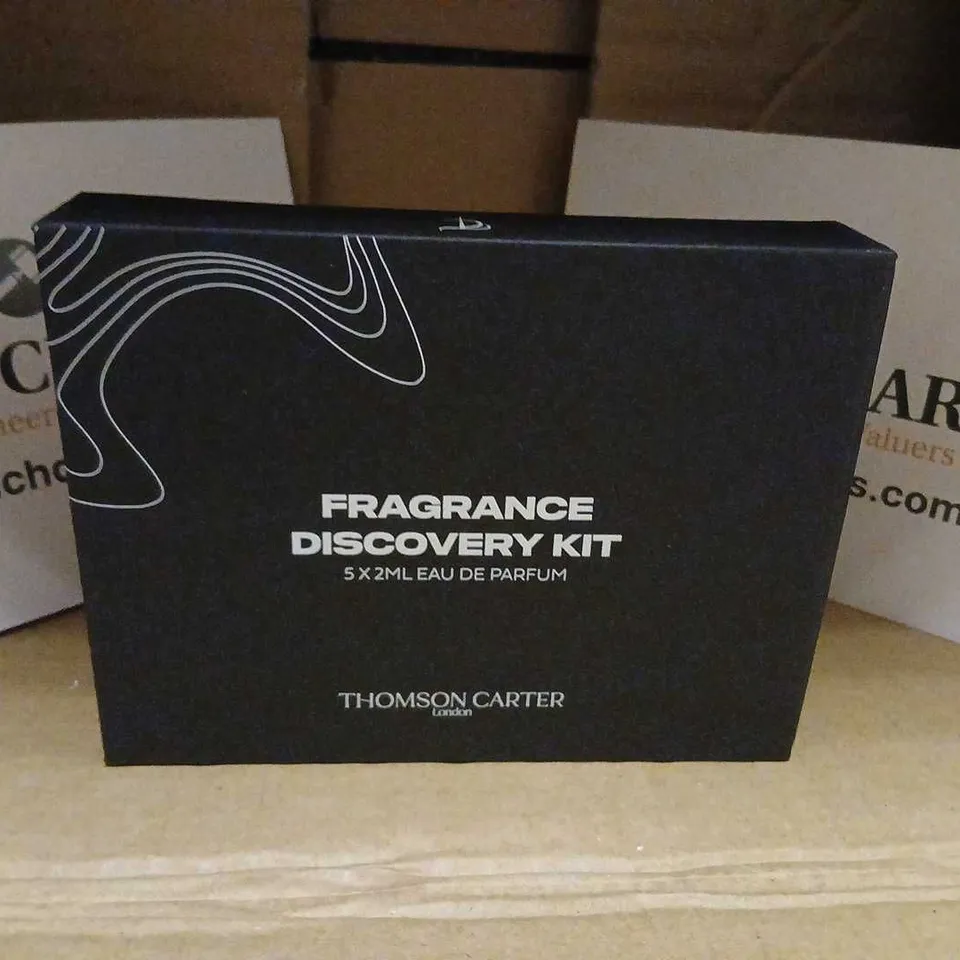 FRAGRANCE
DISCOVERY KIT
5 X 2ML EAU DE PARFUM
THOMSON CARTER
London
s.com